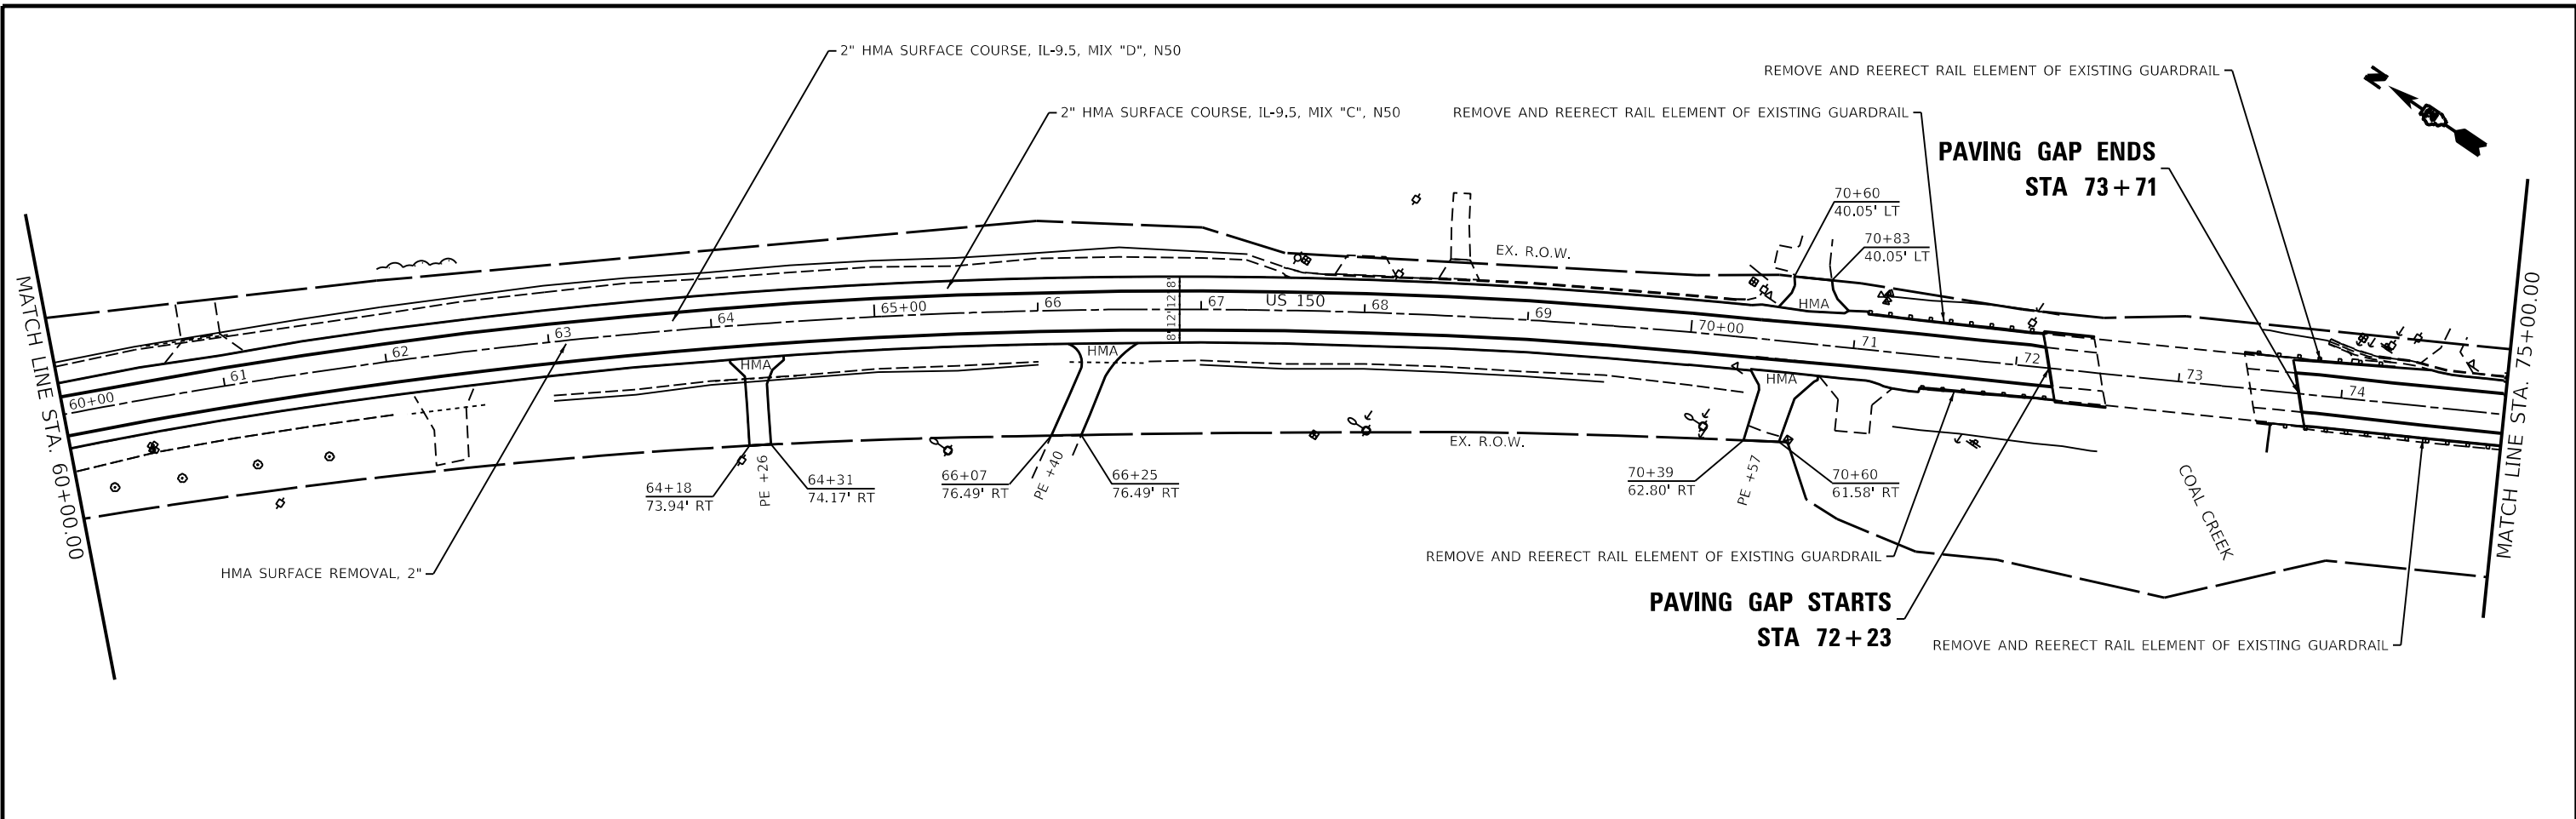 2" HMA SURFACE COURSE, IL-9.5, MIX "D", N50
REMOVE AND REERECT RAIL ELEMENT OF EXISTING GUARDRAIL
2" HMA SURFACE COURSE, IL-9.5, MIX "C", N50
REMOVE AND REERECT RAIL ELEMENT OF EXISTING GUARDRAIL
N
PAVING GAP ENDS
STA 73+71
70+60
40.05' LT
70+83
40.05' LT
EX. R.O.W.
MATCH LINE STA. 60+00.00
60+00
61
62
63
64
65+00
66
67
US 150
68
69
70+00
71
72
73
74
8'
12'
12'
8'
HMA
HMA
HMA
HMA
MATCH LINE STA. 75+00.00
EX. R.O.W.
64+18
73.94' RT
PE +26
64+31
74.17' RT
66+07
76.49' RT
PE +40
66+25
76.49' RT
70+39
62.80' RT
PE +57
70+60
61.58' RT
COAL CREEK
HMA SURFACE REMOVAL, 2"
REMOVE AND REERECT RAIL ELEMENT OF EXISTING GUARDRAIL
PAVING GAP STARTS
STA 72+23
REMOVE AND REERECT RAIL ELEMENT OF EXISTING GUARDRAIL